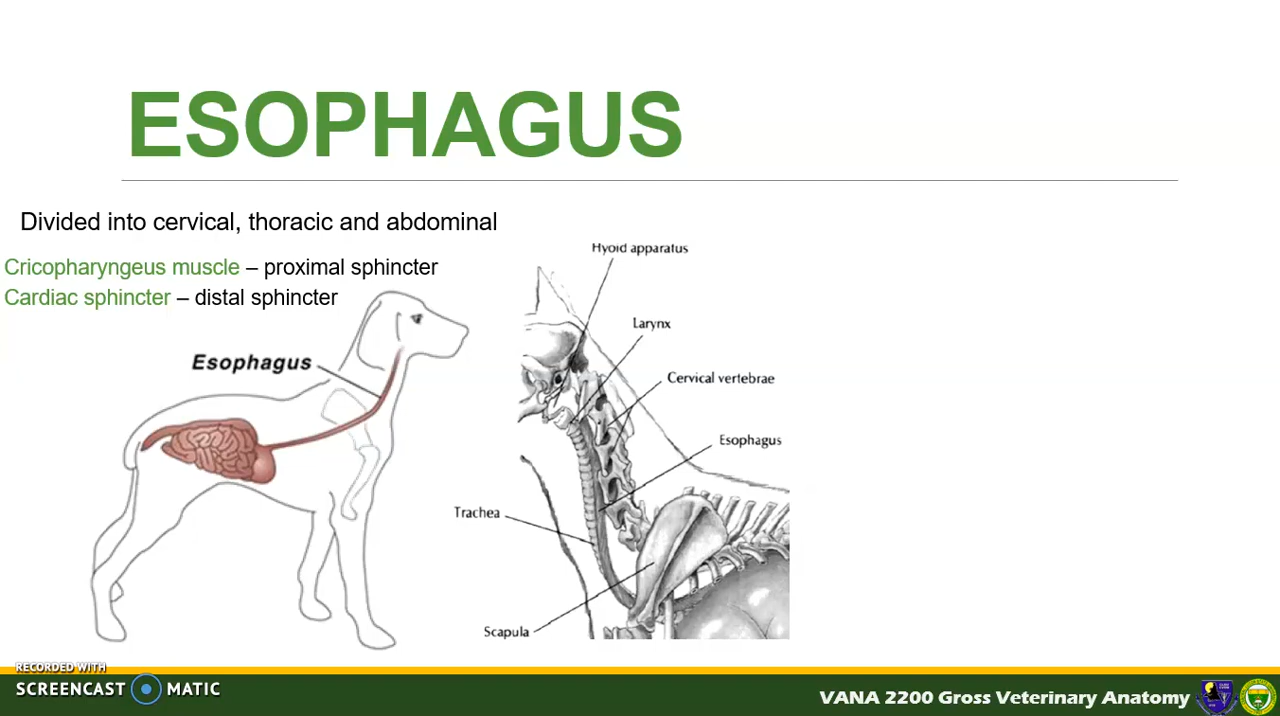 ESOPHAGUS
Divided into cervical, thoracic and abdominal
Cricopharyngeus muscle – proximal sphincter
Cardiac sphincter – distal sphincter
Esophagus
Hyoid apparatus
Larynx
Cervical vertebrae
Esophagus
Trachea
Scapula
RECORDED WITH
SCREENCAST MATIC
VANA 2200 Gross Veterinary Anatomy